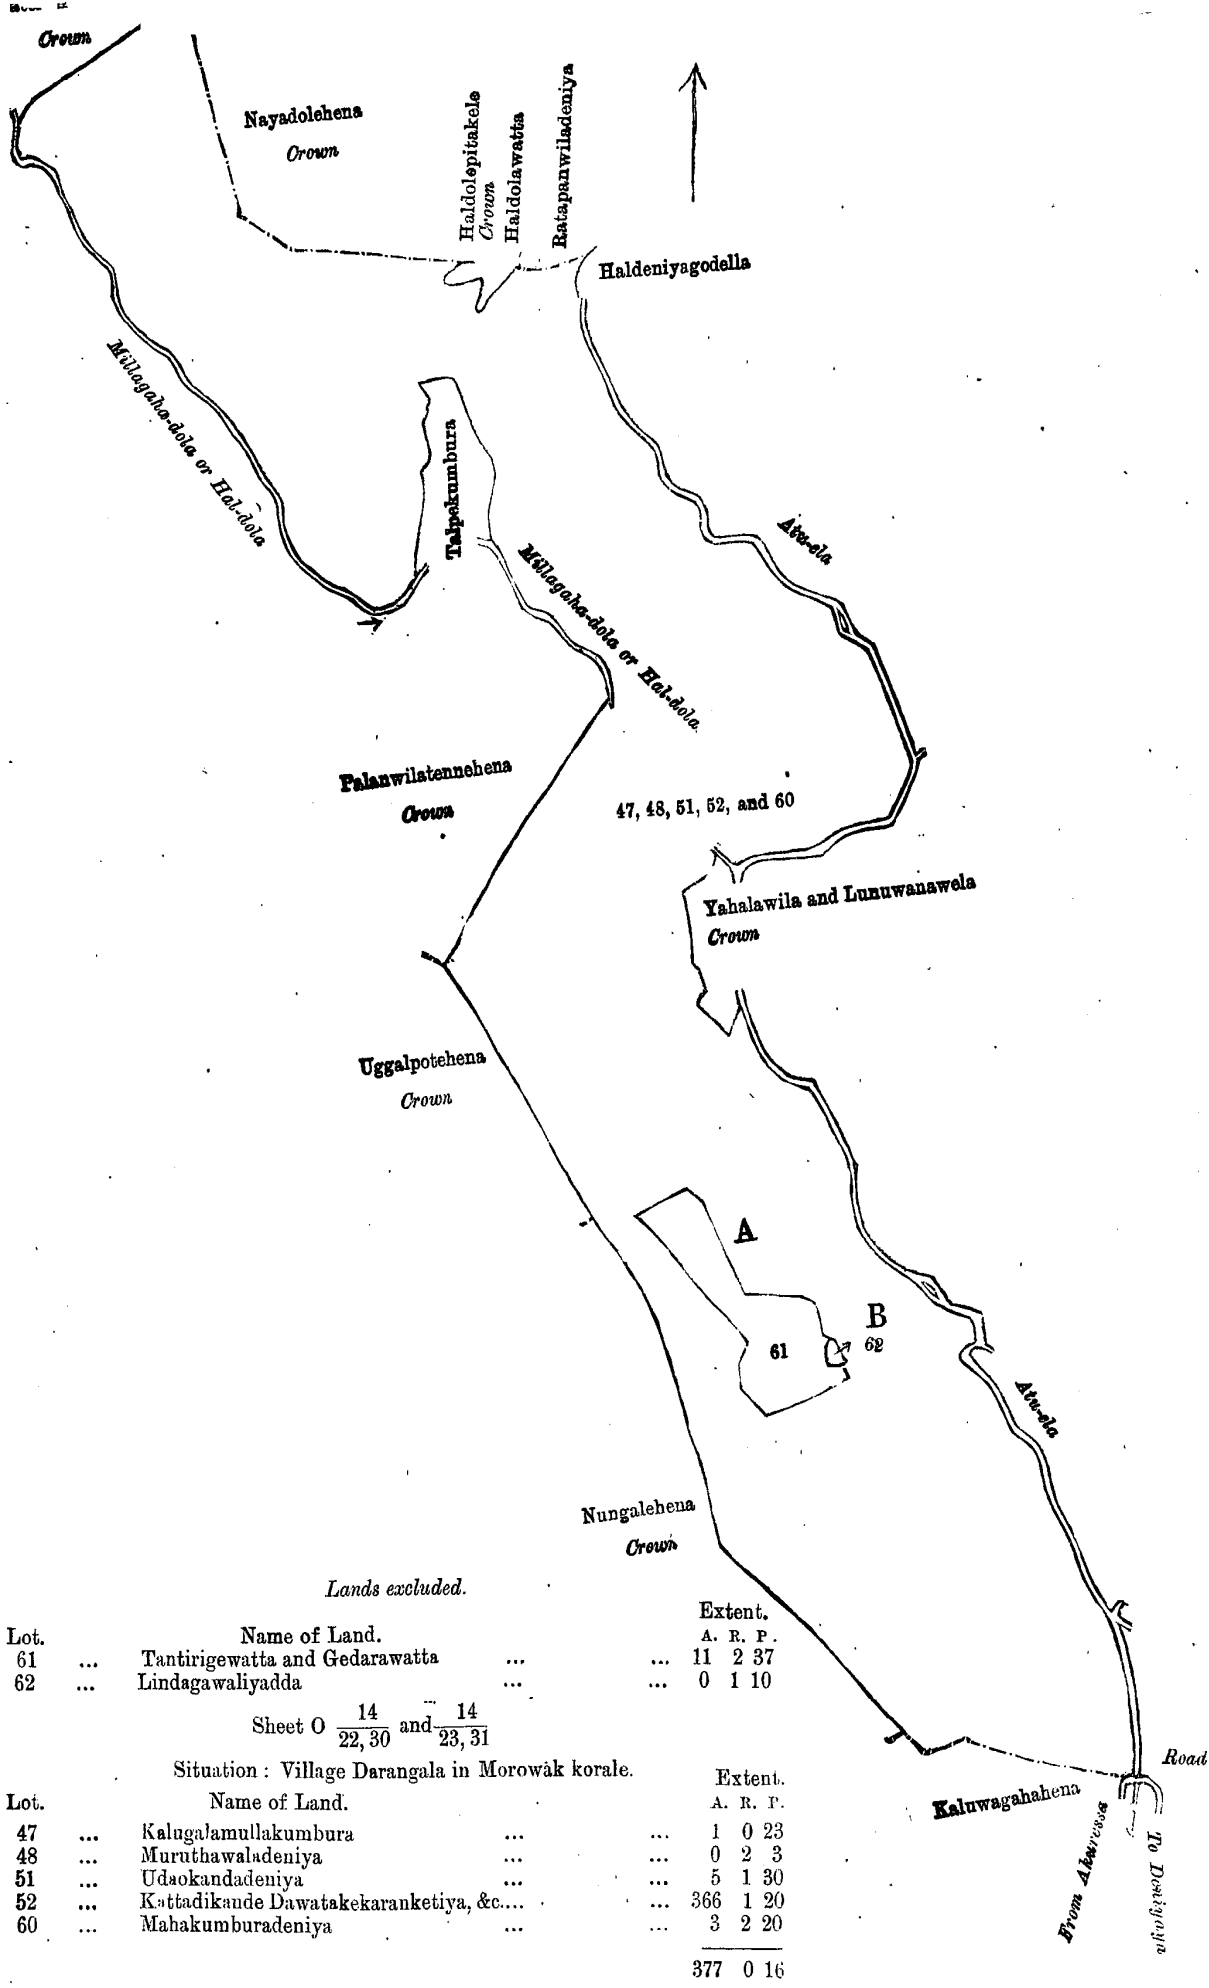 Crown
Nayadolehena
Crown
Haldolepitakele
Crown
Haldolawatta
Ratapanwiladeniya
Haldeniyagodella
Millagaha-dola or Hal-dola
Talpekumbura
Millagaha-dola or Hal-dola
Atu-ela
Palanwilatennehena
Crown
47, 48, 51, 52, and 60
Yahalawila and Lunuwanawela
Crown
Uggalpotehena
Crown
A
B
61
62
Atu-ela
Nungalehena
Crown
Lands excluded.
Extent.
Lot. Name of Land. A. R. P.
61 ... Tantirigewatta and Gedarawatta ... ... 11 2 37
62 ... Lindagawaliyadda ... ... 0 1 10
Sheet O 14/22, 30 and 14/23, 31
Situation : Village Darangala in Morowak korale.
Extent.
Lot. Name of Land. A. R. P.
47 ... Kalugalamullakumbura ... ... 1 0 23
48 ... Muruthawaladeniya ... ... 0 2 3
51 ... Udaokandadeniya ... ... 5 1 30
52 ... Kattadikande Dawatakekaranketiya, &c.... ... 366 1 20
60 ... Mahakumburadeniya ... ... 3 2 20
377 0 16
Road
Kaluwagahahena
From Akuressa
To Deniyaya